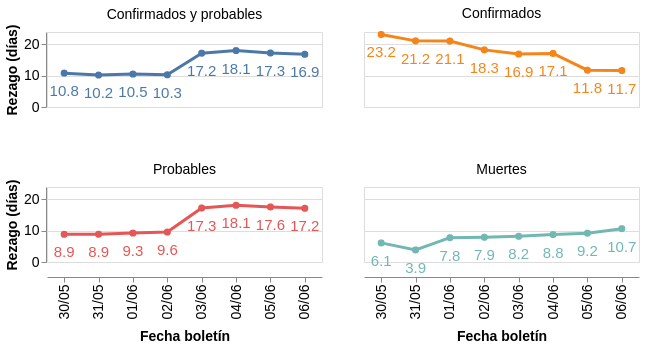 Confirmados y probables
Rezago (días)
20
10
0
10.8 10.2 10.5 10.3 17.2 18.1 17.3 16.9
Confirmados
23.2 21.2 21.1 18.3 16.9 17.1 11.8 11.7
Probables
Rezago (días)
20
10
0
8.9 8.9 9.3 9.6 17.3 18.1 17.6 17.2
30/05 31/05 01/06 02/06 03/06 04/06 05/06 06/06
Fecha boletín
Muertes
6.1 3.9 7.8 7.9 8.2 8.8 9.2 10.7
30/05 31/05 01/06 02/06 03/06 04/06 05/06 06/06
Fecha boletín